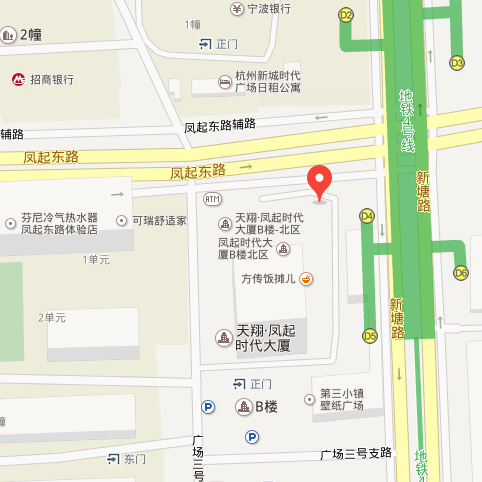 宁波银行
D2
1幢
2幢
正门
D3
招商银行
杭州新城时代
广场日租公寓
地铁4号线
凤起东路辅路
辅路
凤起东路
凤起东路
新塘路
ATM
芬尼冷气热水器
凤起东路体验店
可瑞舒适家
天翔·凤起时代
大厦B楼-北区
D4
凤起时代大
厦B楼北区
1单元
D6
方传饭摊儿
新塘路
2单元
天翔·凤起
时代大厦
D5
正门
P
B楼
第三小镇
壁纸广场
幢
P
广场三号
东门
广场三号支路
地铁4